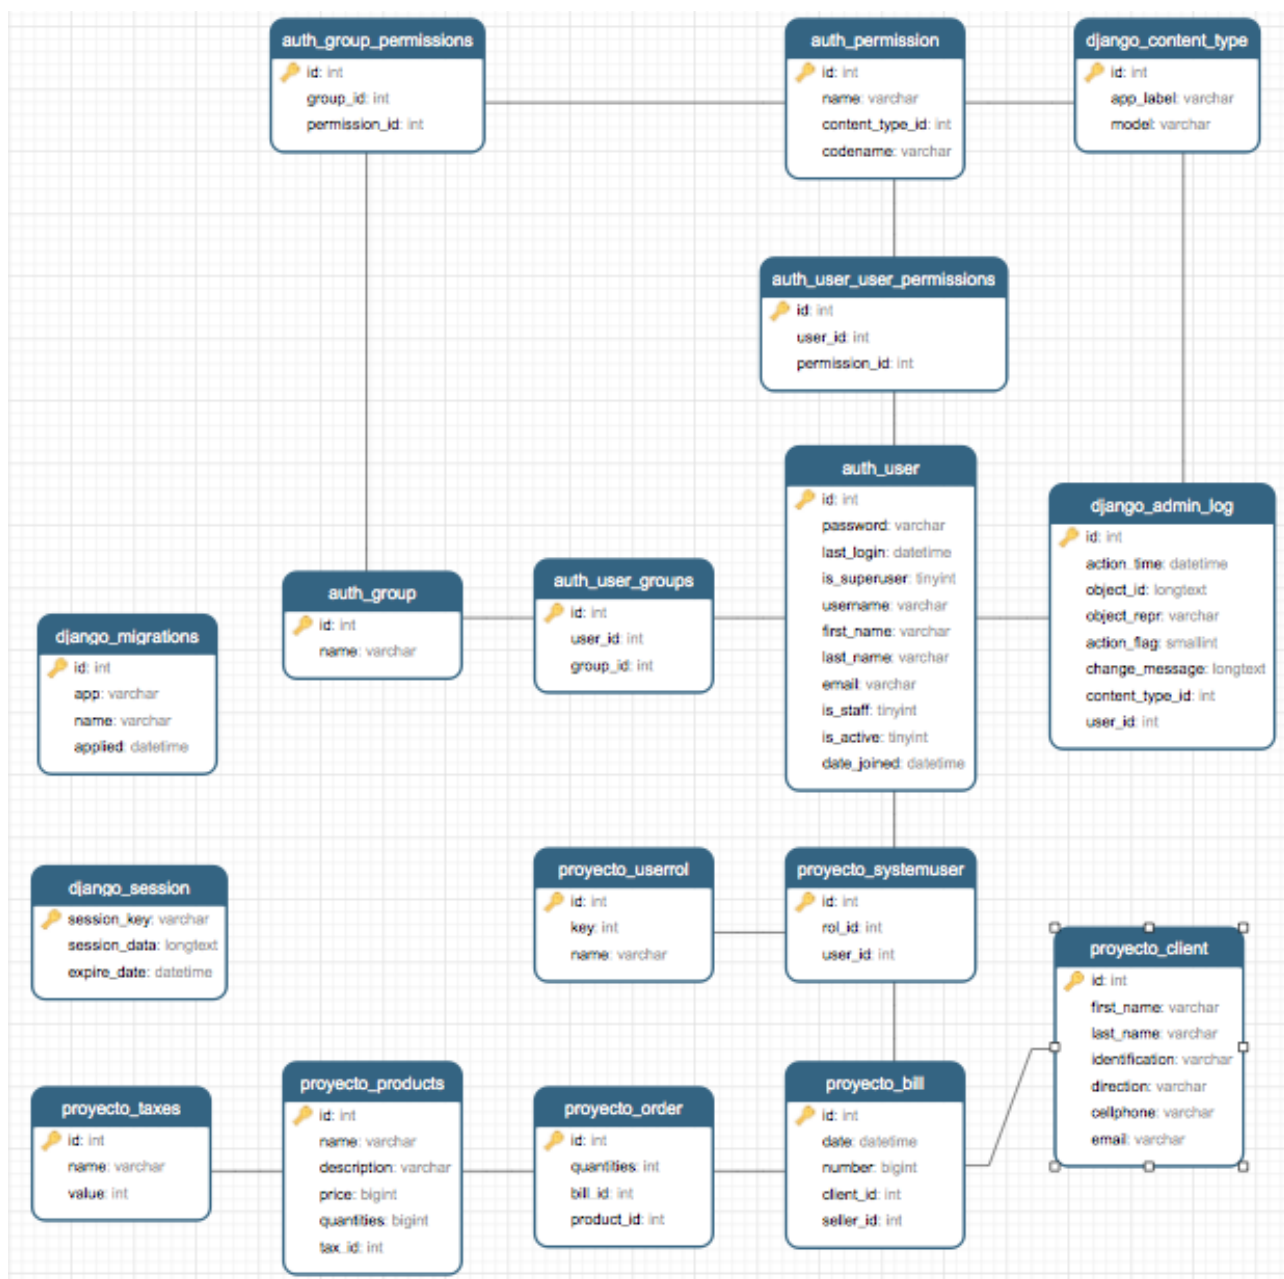 auth_group_permissions
id: int
group_id: int
permission_id: int
auth_permission
id: int
name: varchar
content_type_id: int
codename: varchar
django_content_type
id: int
app_label: varchar
model: varchar
auth_user_user_permissions
id: int
user_id: int
permission_id: int
auth_user
id: int
password: varchar
last_login: datetime
is_superuser: tinyint
username: varchar
first_name: varchar
last_name: varchar
email: varchar
is_staff: tinyint
is_active: tinyint
date_joined: datetime
django_admin_log
id: int
action_time: datetime
object_id: longtext
object_repr: varchar
action_flag: smallint
change_message: longtext
content_type_id: int
user_id: int
auth_group
id: int
name: varchar
auth_user_groups
id: int
user_id: int
group_id: int
django_migrations
id: int
app: varchar
name: varchar
applied: datetime
proyecto_userrol
id: int
key: int
name: varchar
proyecto_systemuser
id: int
rol_id: int
user_id: int
django_session
session_key: varchar
session_data: longtext
expire_date: datetime
proyecto_client
id: int
first_name: varchar
last_name: varchar
identification: varchar
direction: varchar
cellphone: varchar
email: varchar
proyecto_taxes
id: int
name: varchar
value: int
proyecto_products
id: int
name: varchar
description: varchar
price: bigint
quantities: bigint
tax_id: int
proyecto_order
id: int
quantities: int
bill_id: int
product_id: int
proyecto_bill
id: int
date: datetime
number: bigint
client_id: int
seller_id: int